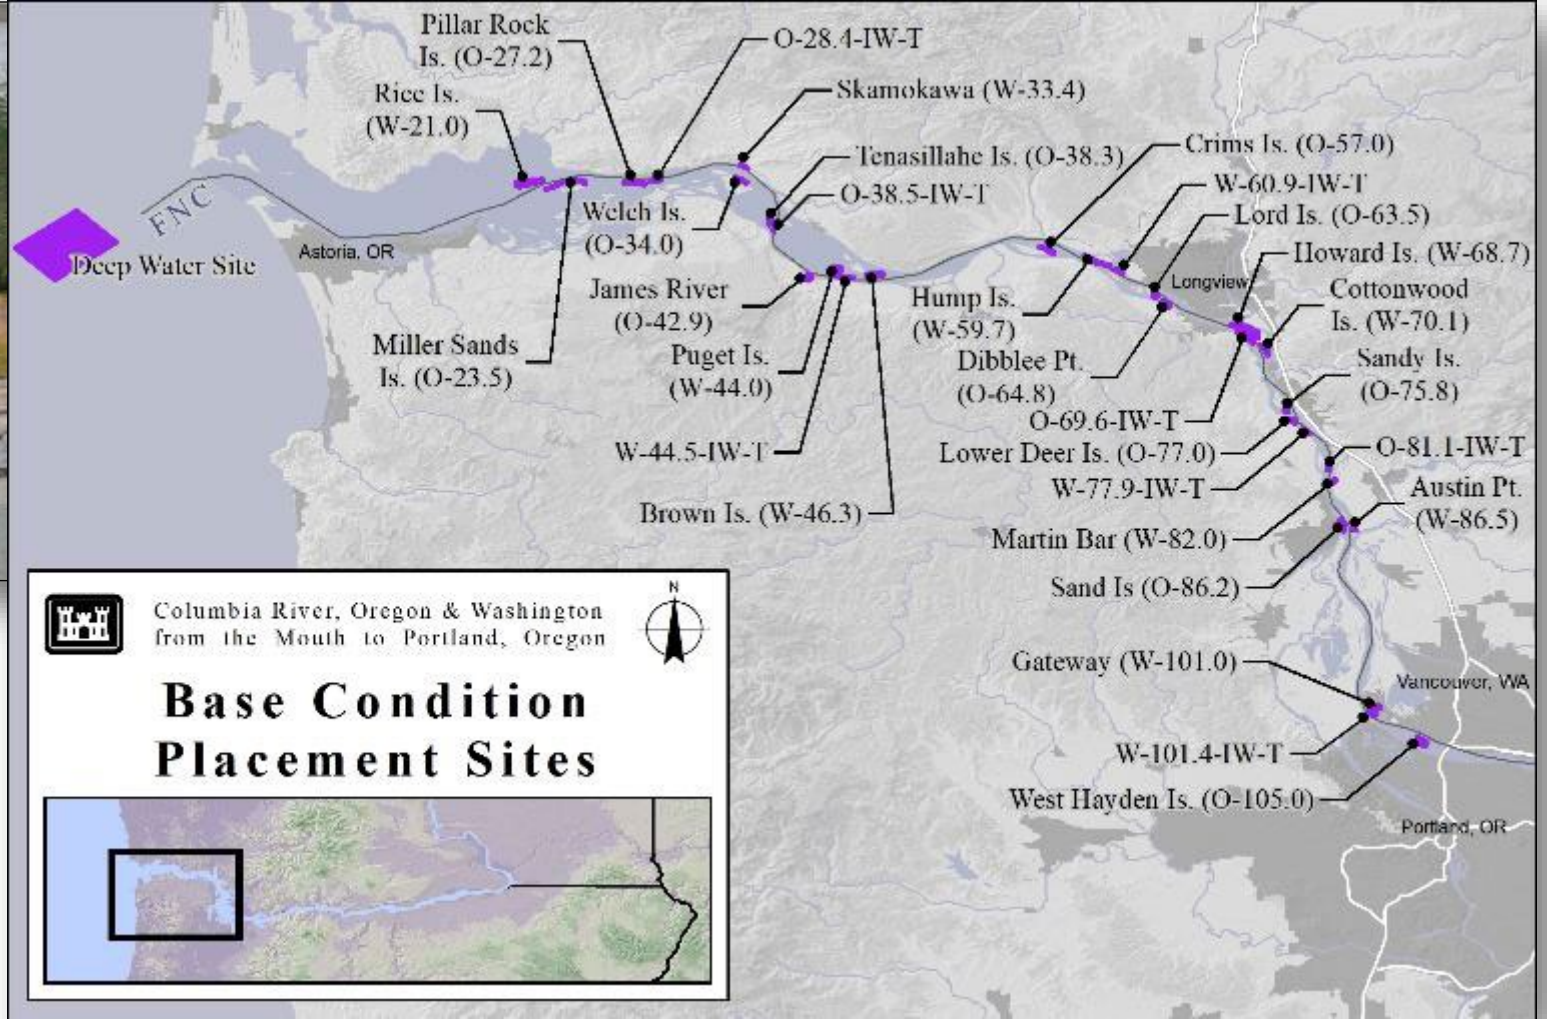 Pillar Rock
Is. (O-27.2)
O-28.4-IW-T
Rice Is.
(W-21.0)
Skamokawa (W-33.4)
Tenasillahe Is. (O-38.3)
O-38.5-IW-T
Crims Is. (O-57.0)
W-60.9-IW-T
Lord Is. (O-63.5)
Howard Is. (W-68.7)
Cottonwood
Is. (W-70.1)
Sandy Is.
(O-75.8)
FNC
Deep Water Site
Astoria, OR
Welch Is.
(O-34.0)
Longview
James River
(O-42.9)
Hump Is.
(W-59.7)
Miller Sands
Is. (O-23.5)
Puget Is.
(W-44.0)
Dibblee Pt.
(O-64.8)
O-69.6-IW-T
W-44.5-IW-T
Lower Deer Is. (O-77.0)
O-81.1-IW-T
W-77.9-IW-T
Austin Pt.
(W-86.5)
Brown Is. (W-46.3)
Martin Bar (W-82.0)
Sand Is (O-86.2)
Gateway (W-101.0)
Vancouver, WA
W-101.4-IW-T
West Hayden Is. (O-105.0)
Portland, OR
Columbia River, Oregon & Washington
from the Mouth to Portland, Oregon
N
Base Condition
Placement Sites